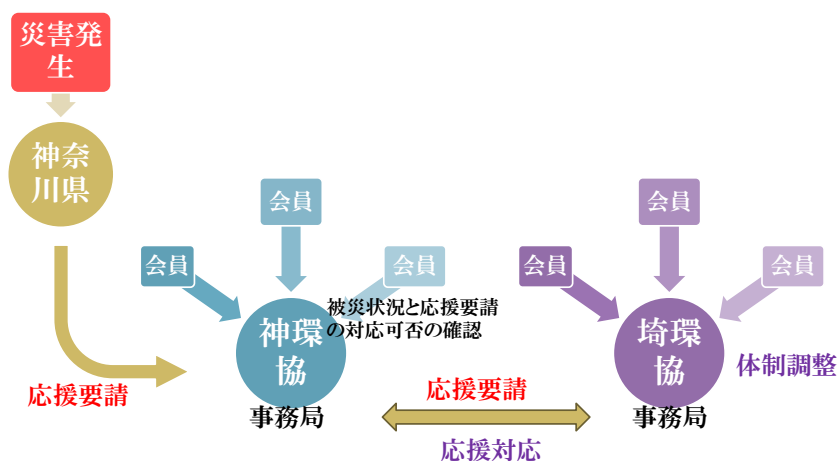 災害発
生
神奈
川県
会員
会員
会員
会員
会員
会員
被災状況と応援要請
の対応可否の確認
神環
協
埼環
協
体制調整
応援要請
応援要請
事務局
事務局
応援対応